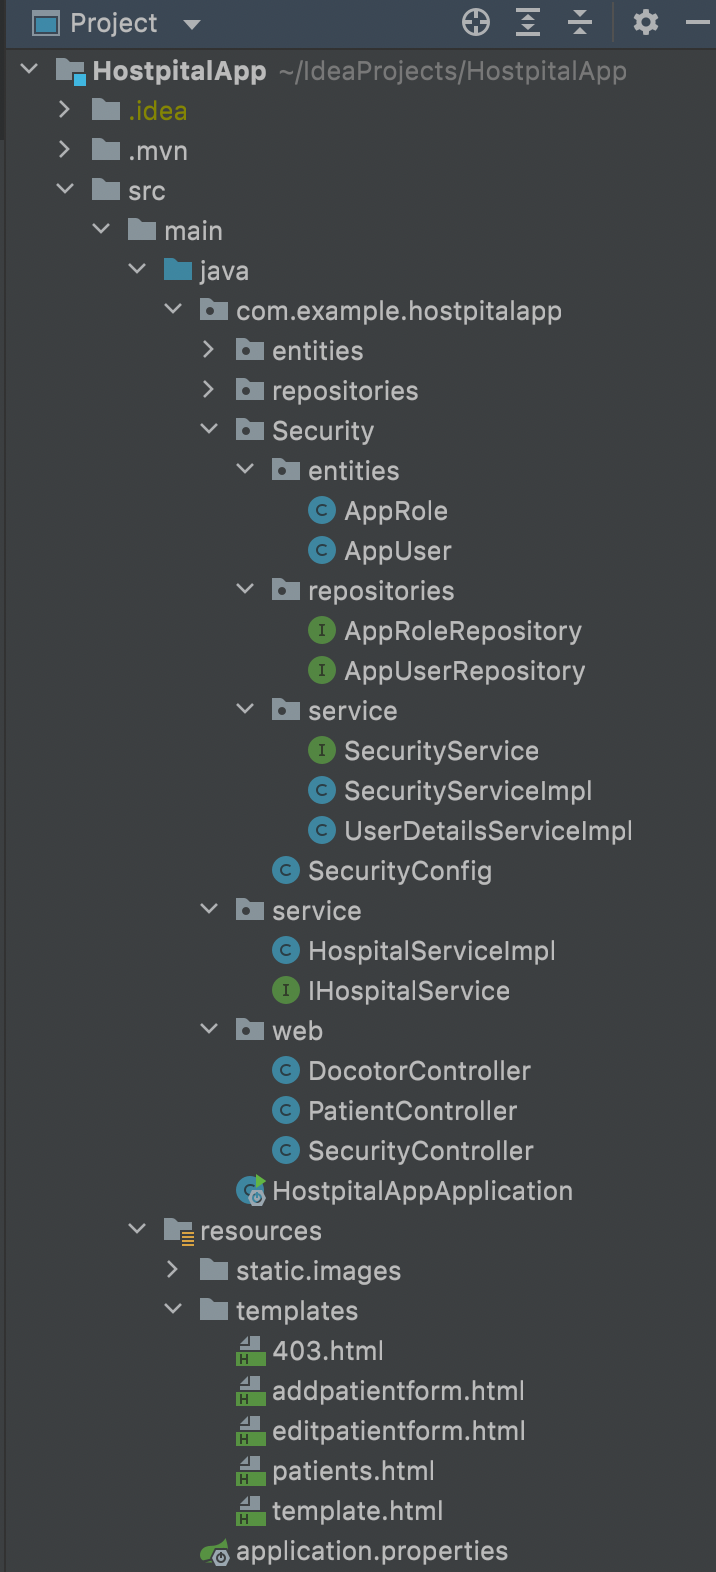 Project
HostpitalApp ~/IdeaProjects/HostpitalApp
.idea
.mvn
src
main
java
com.example.hostpitalapp
entities
repositories
Security
entities
C AppRole
C AppUser
repositories
I AppRoleRepository
I AppUserRepository
service
I SecurityService
C SecurityServiceImpl
C UserDetailsServiceImpl
C SecurityConfig
service
C HospitalServiceImpl
I IHospitalService
web
C DocotorController
C PatientController
C SecurityController
C HostpitalAppApplication
resources
static.images
templates
H 403.html
H addpatientform.html
H editpatientform.html
H patients.html
H template.html
application.properties